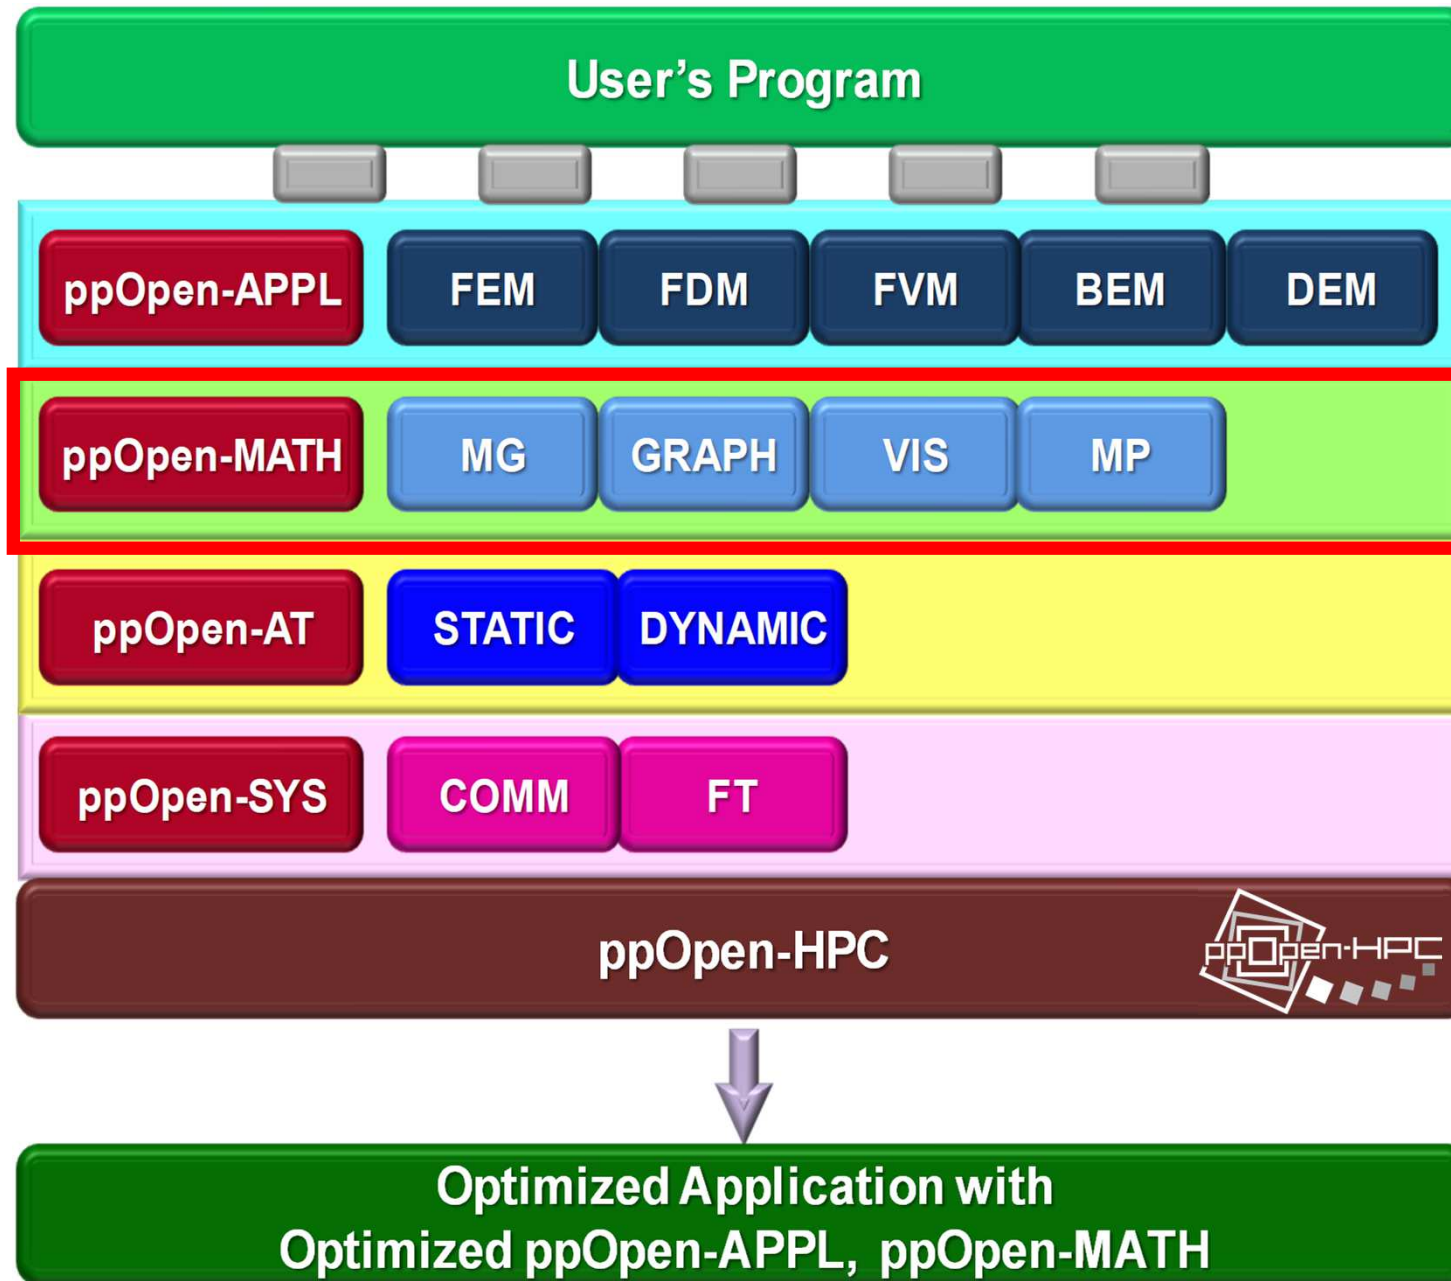 User's Program
ppOpen-APPL FEM FDM FVM BEM DEM
ppOpen-MATH MG GRAPH VIS MP
ppOpen-AT STATIC DYNAMIC
ppOpen-SYS COMM FT
ppOpen-HPC ppOpen-HPC
Optimized Application with
Optimized ppOpen-APPL, ppOpen-MATH